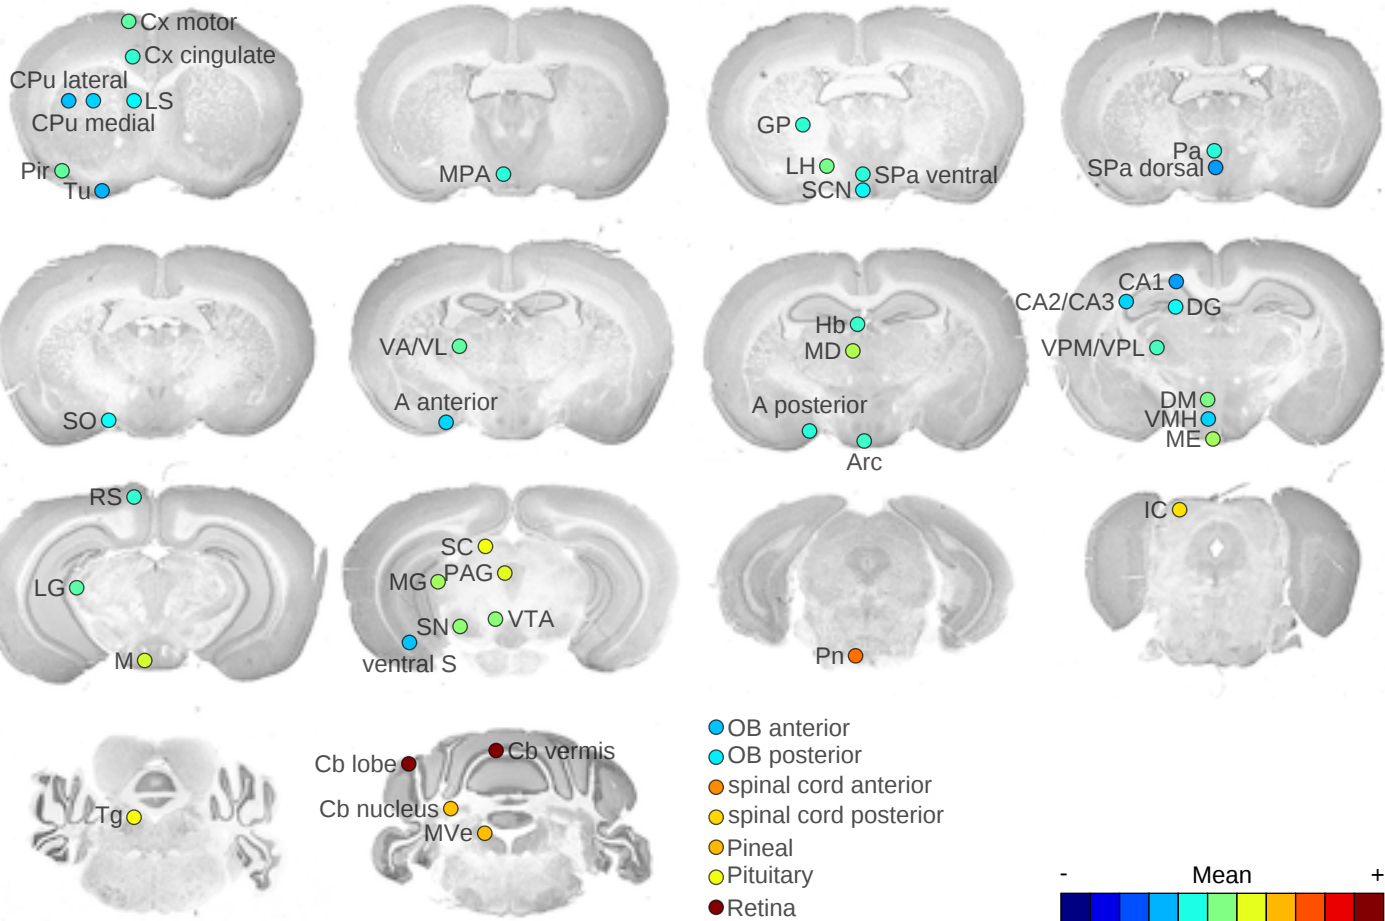 Cx motor
Cx cingulate
CPu lateral
LS
CPu medial
Pir
Tu
MPA
GP
LH
SPa ventral
SCN
Pa
SPa dorsal
SO
VA/VL
A anterior
Hb
MD
A posterior
Arc
CA1
CA2/CA3
DG
VPM/VPL
DM
VMH
ME
RS
LG
M
SC
PAG
MG
SN
VTA
ventral S
Pn
IC
Tg
Cb lobe
Cb vermis
Cb nucleus
MVe
OB anterior
OB posterior
spinal cord anterior
spinal cord posterior
Pineal
Pituitary
Retina
- Mean +